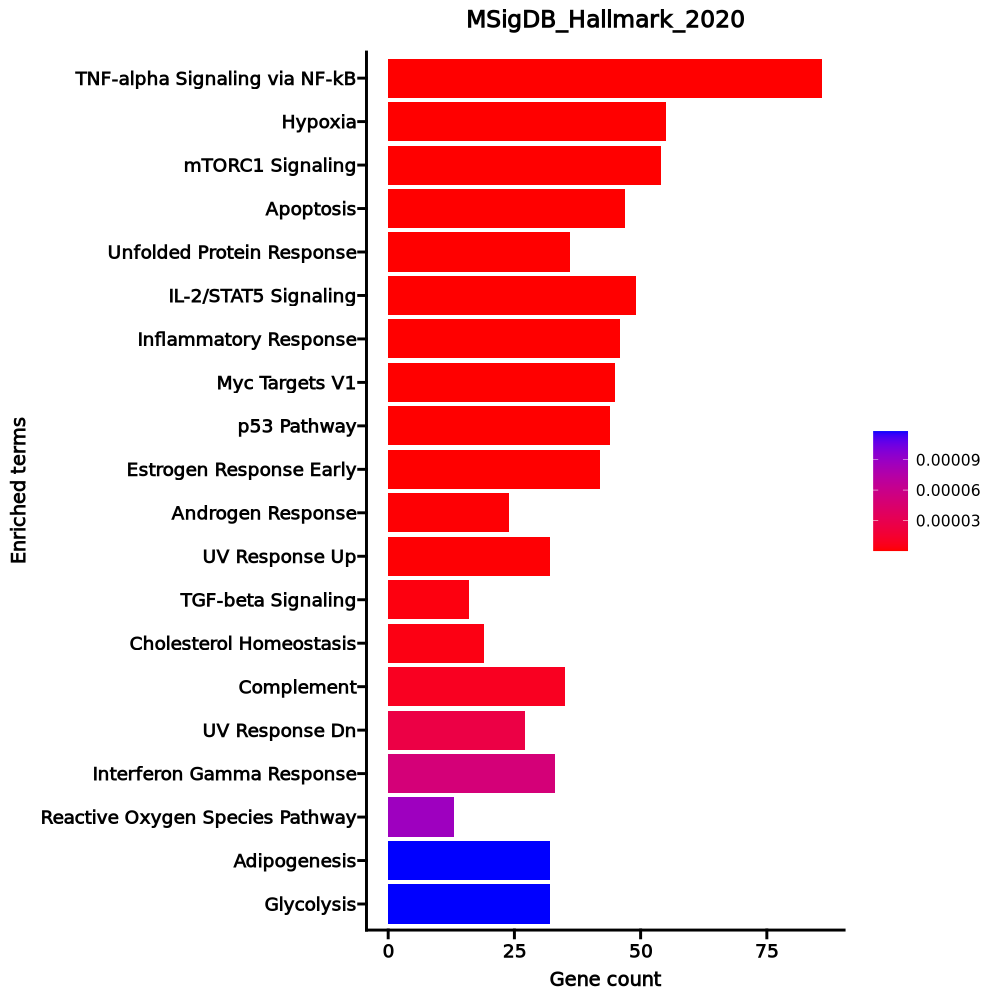 MSigDB_Hallmark_2020
TNF-alpha Signaling via NF-kB
Hypoxia
mTORC1 Signaling
Apoptosis
Unfolded Protein Response
IL-2/STAT5 Signaling
Inflammatory Response
Myc Targets V1
p53 Pathway
Estrogen Response Early
Androgen Response
UV Response Up
TGF-beta Signaling
Cholesterol Homeostasis
Complement
UV Response Dn
Interferon Gamma Response
Reactive Oxygen Species Pathway
Adipogenesis
Glycolysis
Enriched terms
0 25 50 75
Gene count
0.00009
0.00006
0.00003